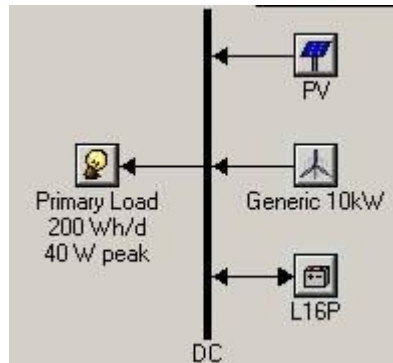 PV
Primary Load
200 Wh/d
40 W peak
Generic 10kW
L16P
DC